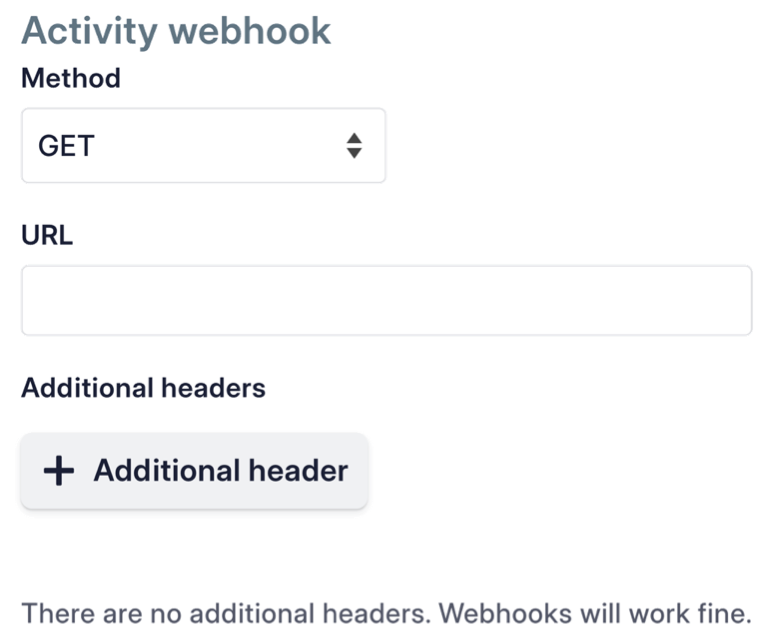 Activity webhook
Method
GET
URL
Additional headers
Additional header
There are no additional headers. Webhooks will work fine.